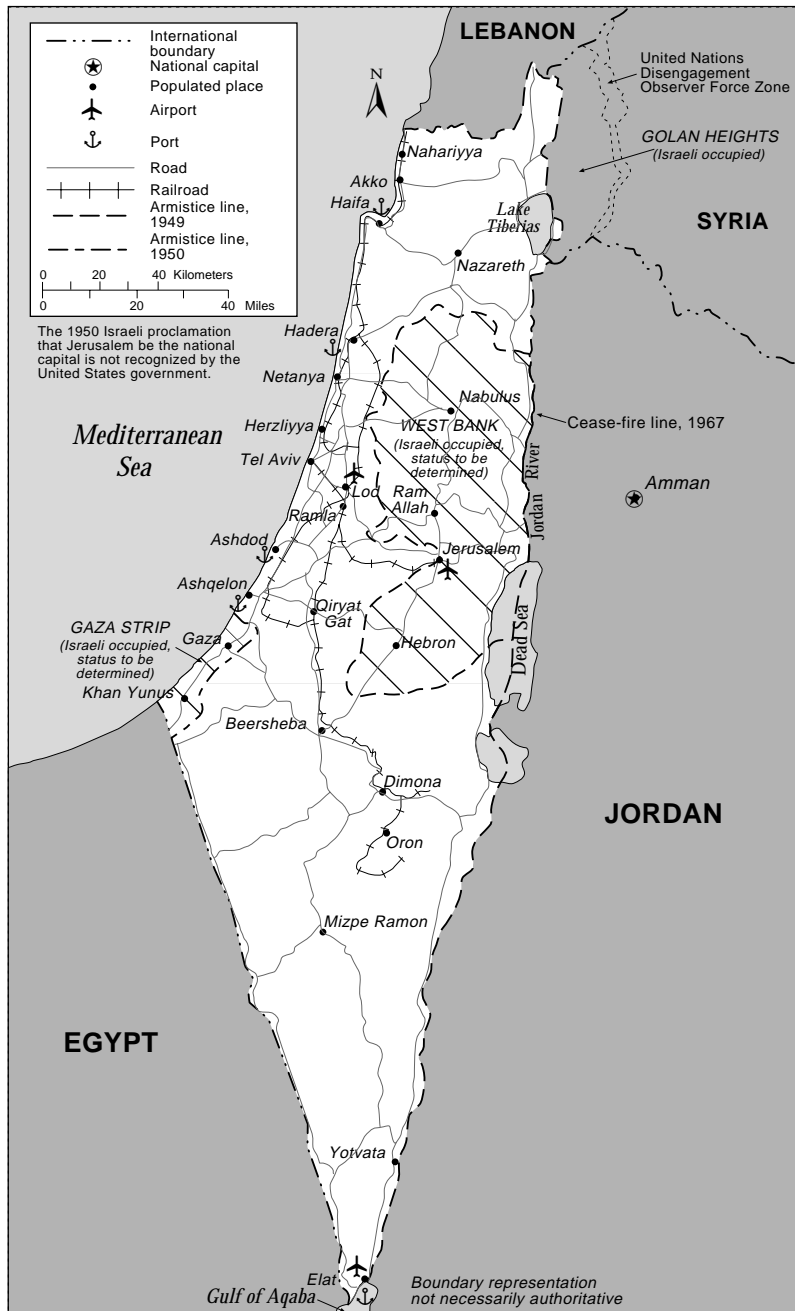 International
boundary
National capital
Populated place
Airport
Port
Road
Railroad
Armistice line,
1949
Armistice line,
1950
0 20 40 Kilometers
0 20 40 Miles
The 1950 Israeli proclamation
that Jerusalem be the national
capital is not recognized by the
United States government.
N
LEBANON
United Nations
Disengagement
Observer Force Zone
GOLAN HEIGHTS
(Israeli occupied)
SYRIA
Nahariyya
Akko
Haifa
Lake
Tiberias
Nazareth
Hadera
Netanya
Nabulus
Herzliyya
WEST BANK
(Israeli occupied,
status to be
determined)
Cease-fire line, 1967
Mediterranean
Sea
Tel Aviv
Lod
Ram
Allah
Ramla
Jordan River
Amman
Ashdod
Jerusalem
Ashqelon
Qiryat
Gat
Dead Sea
GAZA STRIP
(Israeli occupied,
status to be
determined)
Gaza
Hebron
Khan Yunus
Beersheba
Dimona
JORDAN
Oron
Mizpe Ramon
EGYPT
Yotvata
Elat
Gulf of Aqaba
Boundary representation
not necessarily authoritative